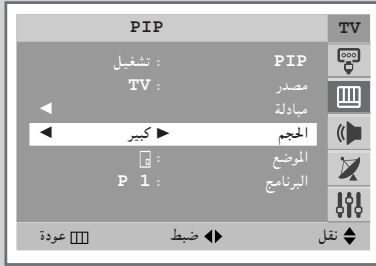 TV
PIP
PIP : تشغيل
مصدر : TV
مبادلة
الحجم كبير
الموضع :
البرنامج : P 1
نقل ضبط عودة